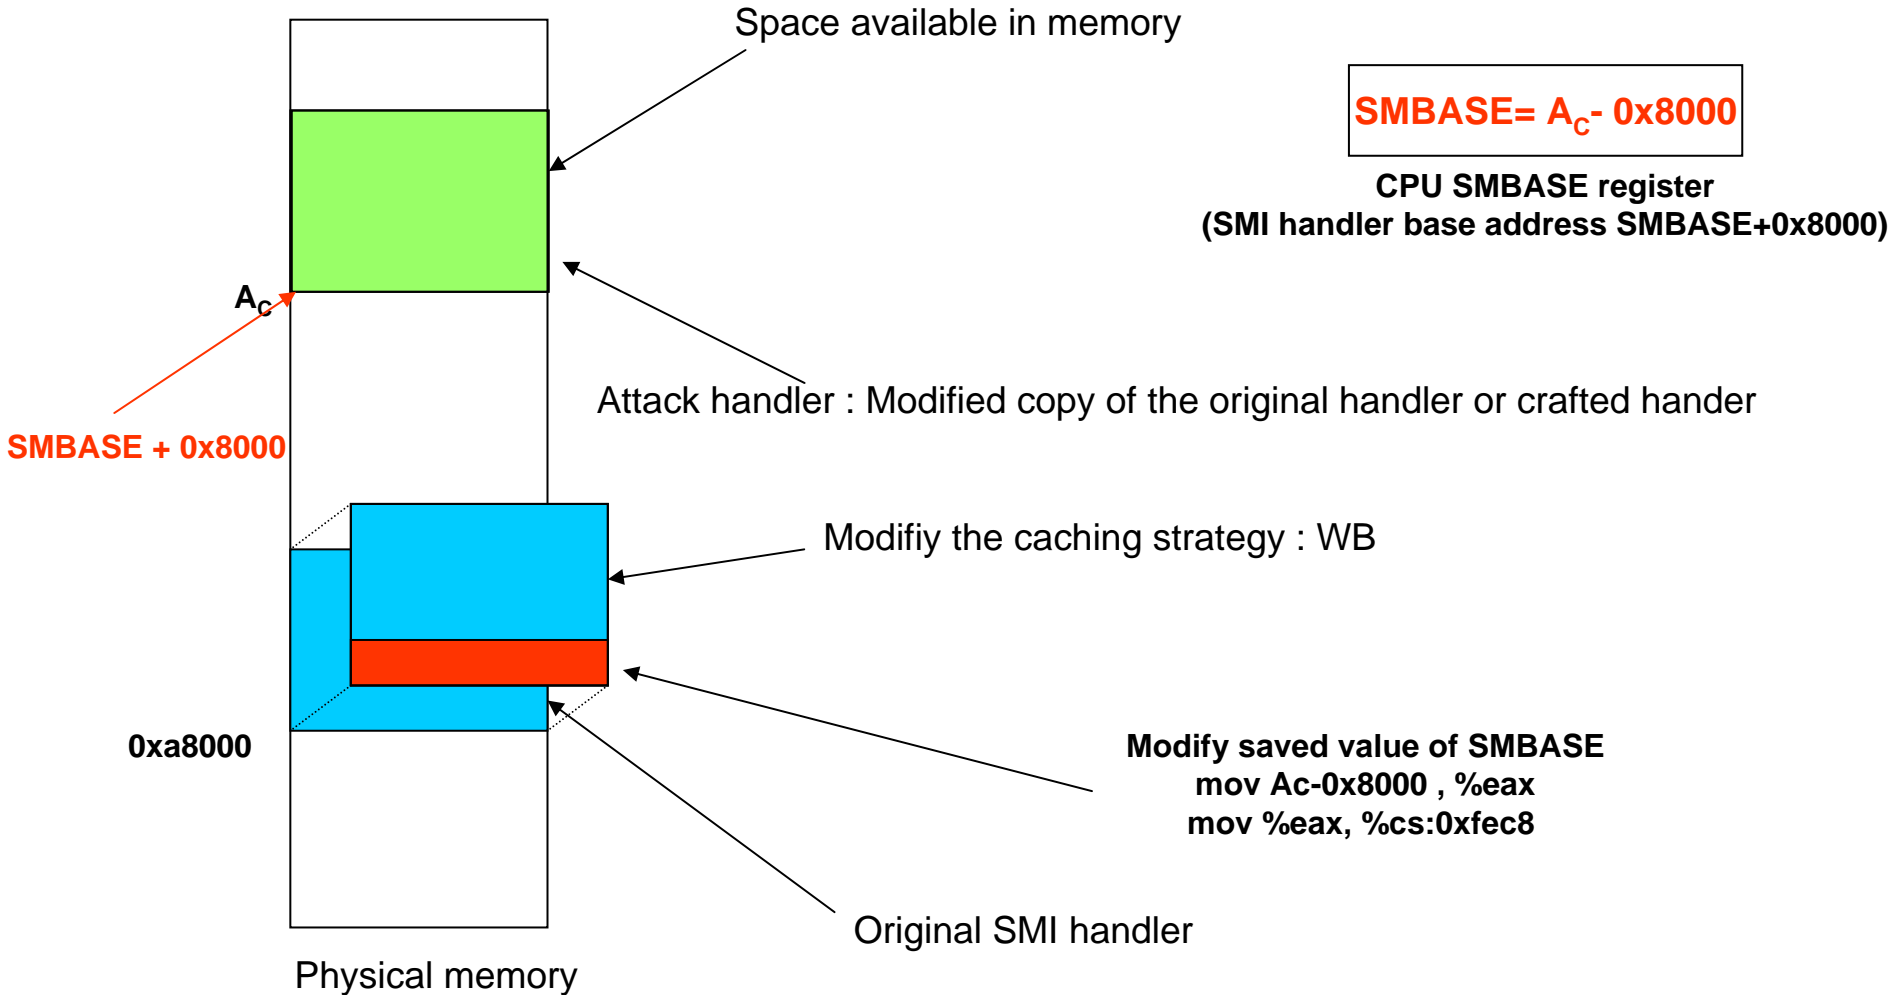 Space available in memory
SMBASE= AC- 0x8000
CPU SMBASE register
(SMI handler base address SMBASE+0x8000)
AC
Attack handler : Modified copy of the original handler or crafted hander
SMBASE + 0x8000
Modifiy the caching strategy : WB
0xa8000
Modify saved value of SMBASE
mov Ac-0x8000 , %eax
mov %eax, %cs:0xfec8
Original SMI handler
Physical memory